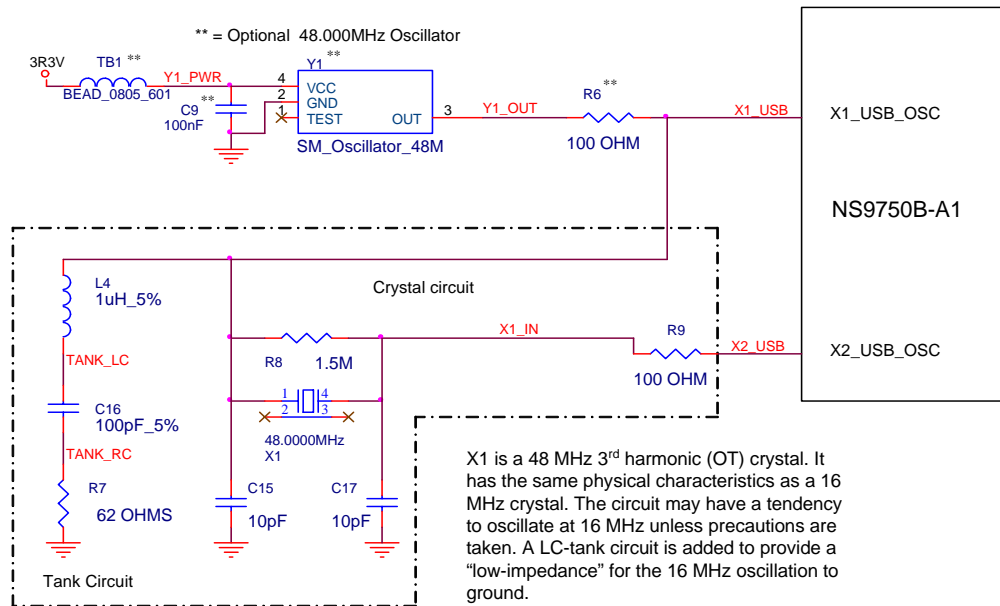 ** = Optional 48.000MHz Oscillator
3R3V
TB1 **
BEAD_0805_601
Y1_PWR
C9 **
100nF
Y1 **
4 VCC
2 GND
1 TEST
OUT 3
SM_Oscillator_48M
Y1_OUT
R6 **
100 OHM
X1_USB
X1_USB_OSC
NS9750B-A1
X2_USB_OSC
X2_USB
R9
100 OHM
X1_IN
Crystal circuit
L4
1uH_5%
TANK_LC
C16
100pF_5%
TANK_RC
R7
62 OHMS
Tank Circuit
R8 1.5M
1 4
2 3
48.0000MHz
X1
C15
10pF
C17
10pF
X1 is a 48 MHz 3rd harmonic (OT) crystal. It
has the same physical characteristics as a 16
MHz crystal. The circuit may have a tendency
to oscillate at 16 MHz unless precautions are
taken. A LC-tank circuit is added to provide a
“low-impedance” for the 16 MHz oscillation to
ground.